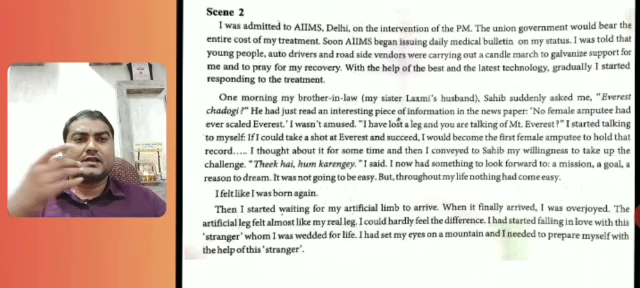 Scene 2
I was admitted to AIIMS, Delhi, on the intervention of the PM. The union government would bear the
entire cost of my treatment. Soon AIIMS began issuing daily medical bulletin on my status. I was told that
young people, auto drivers and road side vendors were carrying out a candle march to galvanize support for
me and to pray for my recovery. With the help of the best and the latest technology, gradually I started
responding to the treatment.
One morning my brother-in-law (my sister Laxmi's husband), Sahib suddenly asked me, "Everest
chadogi?" He had just read an interesting piece of information in the news paper: 'No female amputee had
ever scaled Everest.' I wasn't amused. "I have lost a leg and you are talking of Mt. Everest?" I started talking
to myself: If I could take a shot at Everest and succeed, I would become the first female amputee to hold that
record..... I thought about it for some time and then I conveyed to Sahib my willingness to take up the
challenge. "Theek hai, hum karengey." I said. I now had something to look forward to: a mission, a goal, a
reason to dream. It was not going to be easy. But, throughout my life nothing had come easy.
I felt like I was born again.
Then I started waiting for my artificial limb to arrive. When it finally arrived, I was overjoyed. The
artificial leg felt almost like my real leg. I could hardly feel the difference. I had started falling in love with this
'stranger' whom I was wedded for life. I had set my eyes on a mountain and I needed to prepare myself with
the help of this 'stranger'.